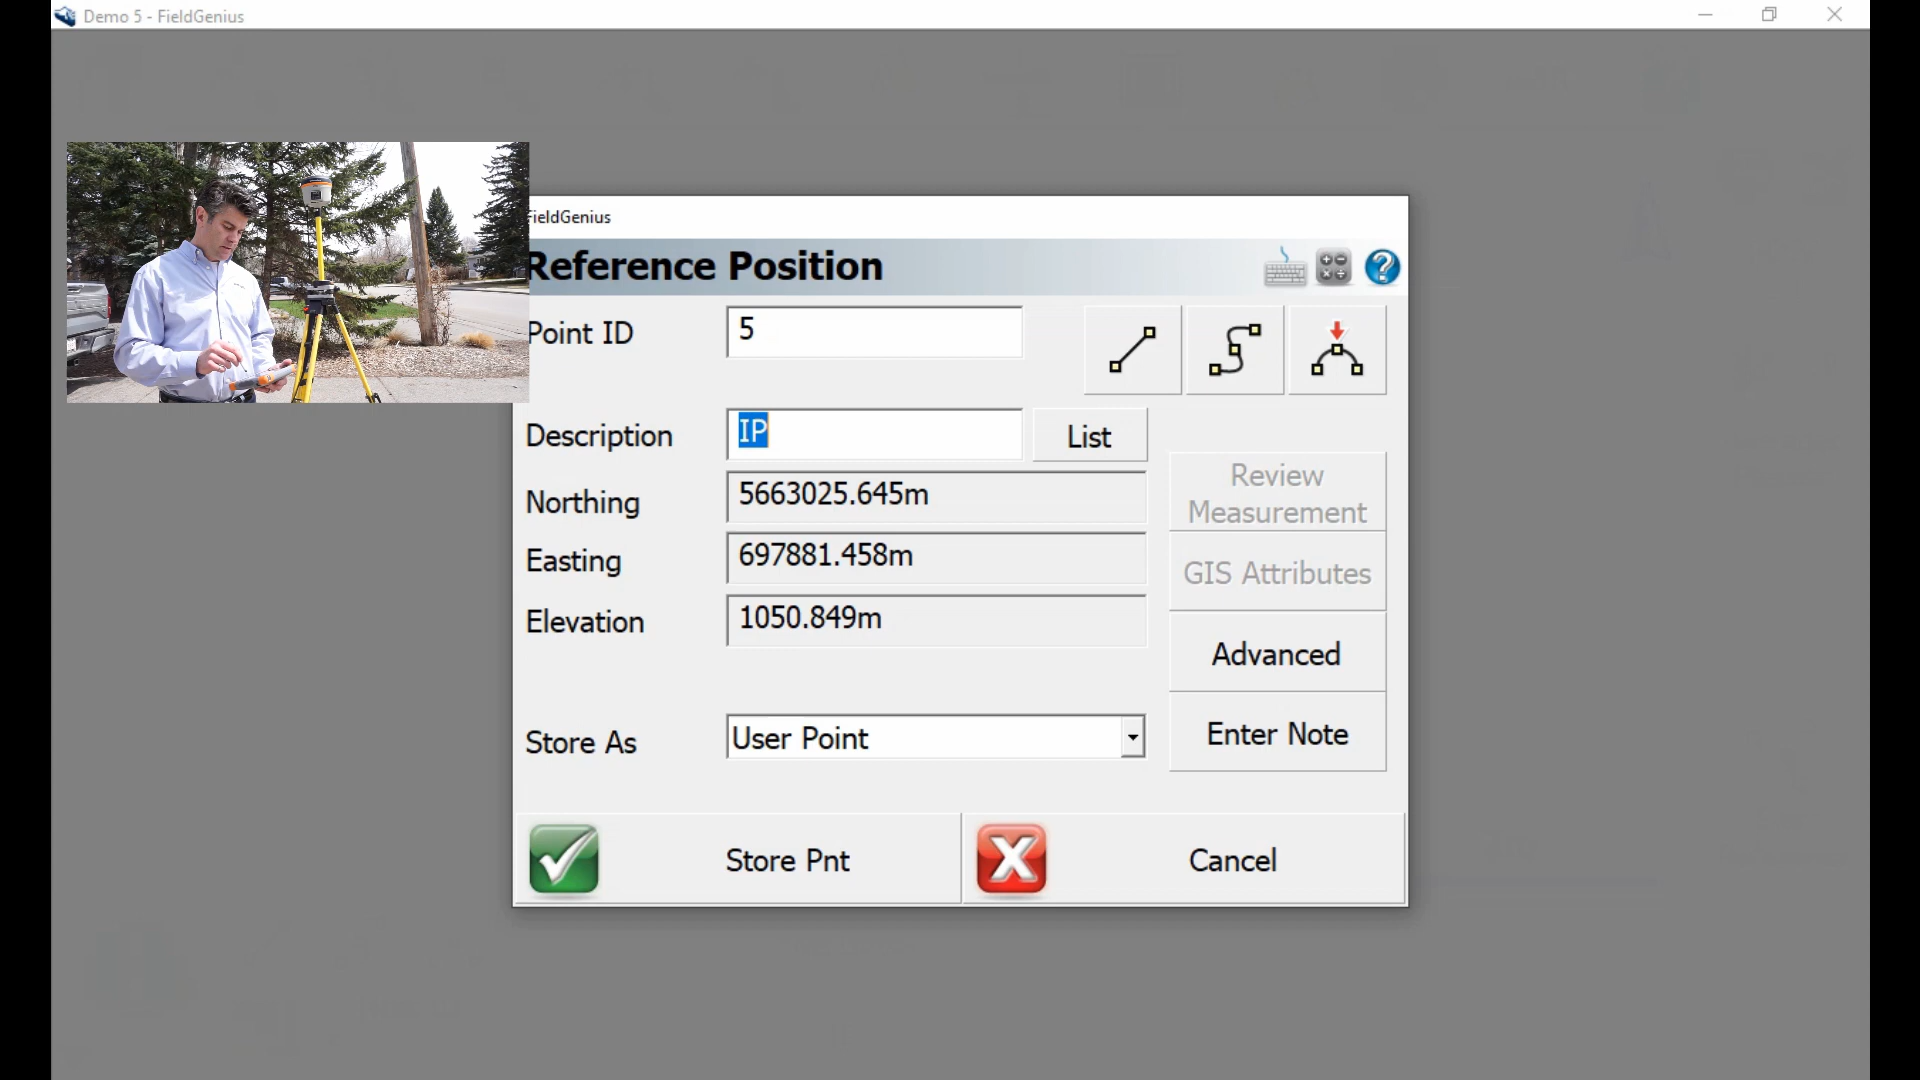 Demo 5 - FieldGenius
FieldGenius
Reference Position
Point ID 5
Description IP List
Northing 5663025.645m
Review Measurement
Easting 697881.458m
GIS Attributes
Elevation 1050.849m
Advanced
Store As User Point
Enter Note
Store Pnt Cancel